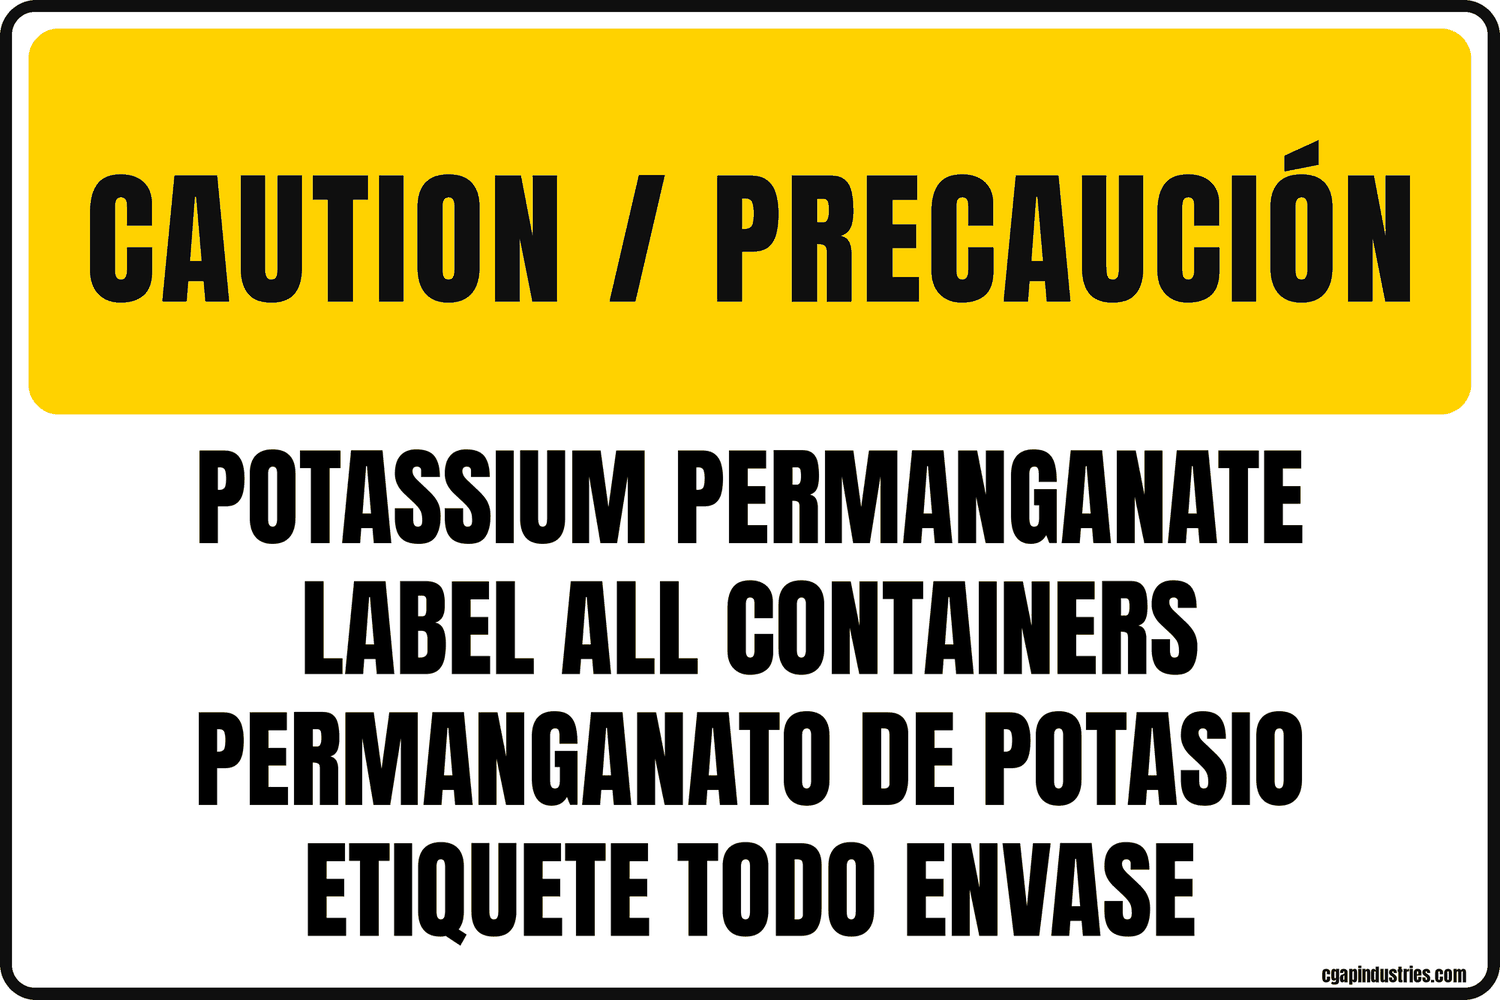 CAUTION / PRECAUCIÓN
POTASSIUM PERMANGANATE
LABEL ALL CONTAINERS
PERMANGANATO DE POTASIO
ETIQUETE TODO ENVASE
cgapindustries.com